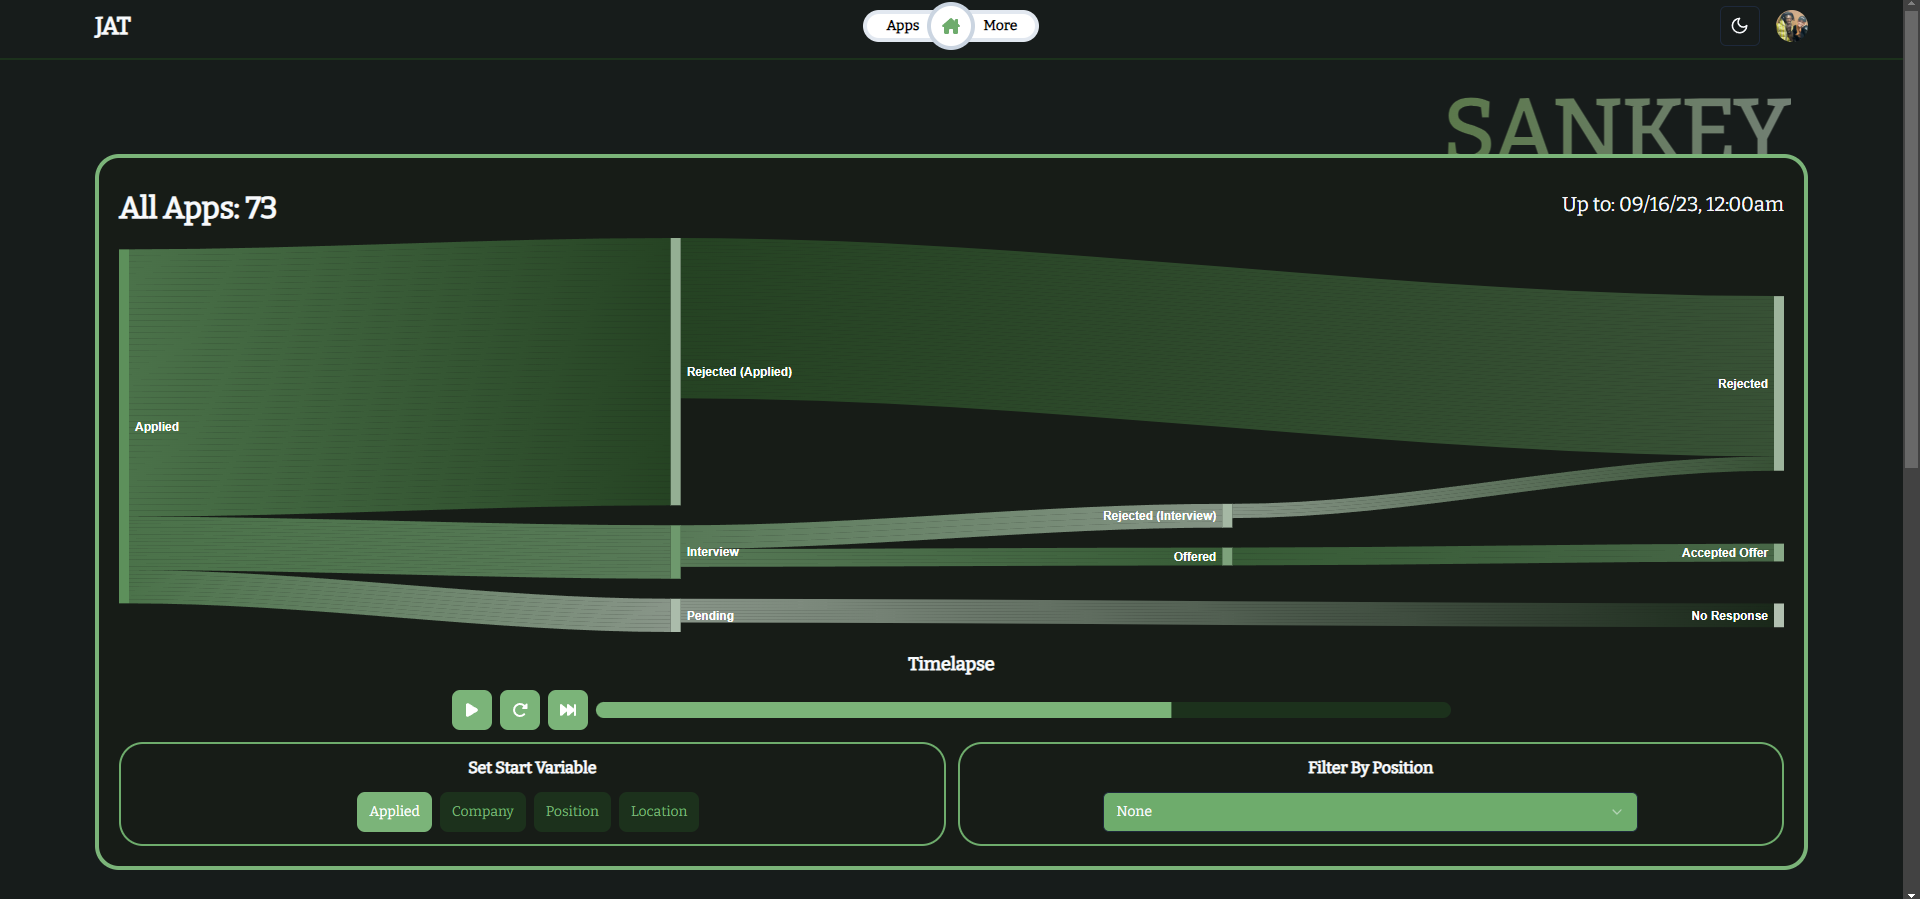 JAT
Apps
More
SANKEY
All Apps: 73
Up to: 09/16/23, 12:00am
Rejected (Applied)
Rejected
Applied
Rejected (Interview)
Interview
Offered
Accepted Offer
Pending
No Response
Timelapse
Set Start Variable
Applied
Company
Position
Location
Filter By Position
None